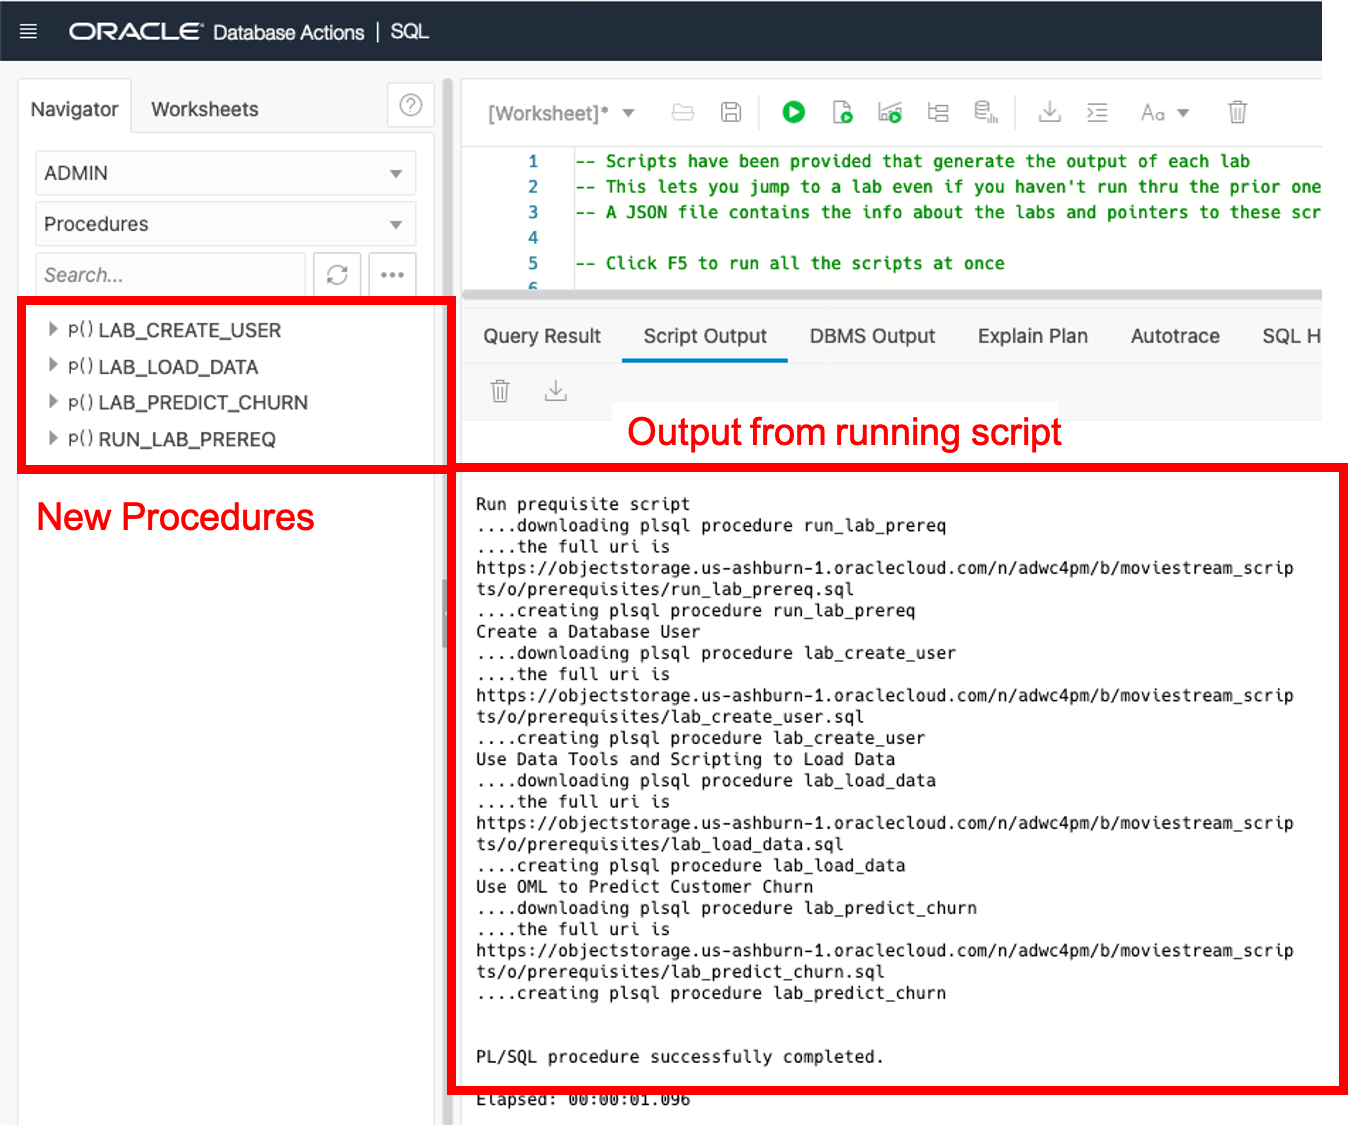 ORACLE Database Actions | SQL
Navigator
Worksheets
ADMIN
Procedures
Search...
p() LAB_CREATE_USER
p() LAB_LOAD_DATA
p() LAB_PREDICT_CHURN
p() RUN_LAB_PREREQ
New Procedures
[Worksheet]*
Aa
1 -- Scripts have been provided that generate the output of each lab
2 -- This lets you jump to a lab even if you haven't run thru the prior one
3 -- A JSON file contains the info about the labs and pointers to these scr
4
5 -- Click F5 to run all the scripts at once
6
Query Result
Script Output
DBMS Output
Explain Plan
Autotrace
SQL H
Output from running script
Run prequisite script
....downloading plsql procedure run_lab_prereq
....the full uri is
https://objectstorage.us-ashburn-1.oraclecloud.com/n/adwc4pm/b/moviestream_scrip
ts/o/prerequisites/run_lab_prereq.sql
....creating plsql procedure run_lab_prereq
Create a Database User
....downloading plsql procedure lab_create_user
....the full uri is
https://objectstorage.us-ashburn-1.oraclecloud.com/n/adwc4pm/b/moviestream_scrip
ts/o/prerequisites/lab_create_user.sql
....creating plsql procedure lab_create_user
Use Data Tools and Scripting to Load Data
....downloading plsql procedure lab_load_data
....the full uri is
https://objectstorage.us-ashburn-1.oraclecloud.com/n/adwc4pm/b/moviestream_scrip
ts/o/prerequisites/lab_load_data.sql
....creating plsql procedure lab_load_data
Use OML to Predict Customer Churn
....downloading plsql procedure lab_predict_churn
....the full uri is
https://objectstorage.us-ashburn-1.oraclecloud.com/n/adwc4pm/b/moviestream_scrip
ts/o/prerequisites/lab_predict_churn.sql
....creating plsql procedure lab_predict_churn
PL/SQL procedure successfully completed.
Elapsed: 00:00:01.096